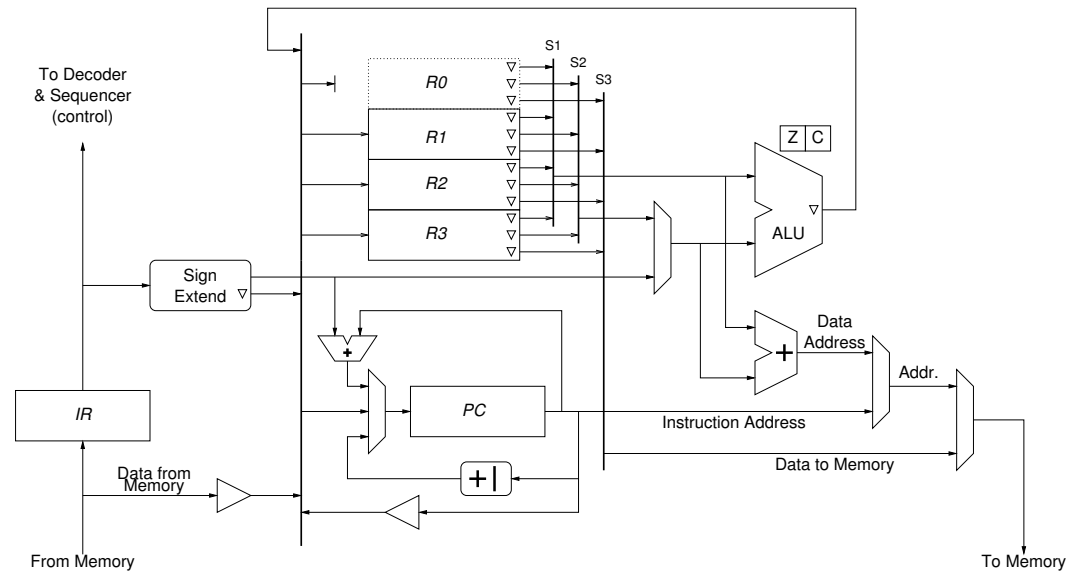 S1
S2
S3
To Decoder
& Sequencer
(control)
R0
R1
R2
R3
Z C
ALU
Sign
Extend
+
+
Data
Address
Addr.
IR
PC
Instruction Address
Data to Memory
Data from
Memory
+|
From Memory
To Memory